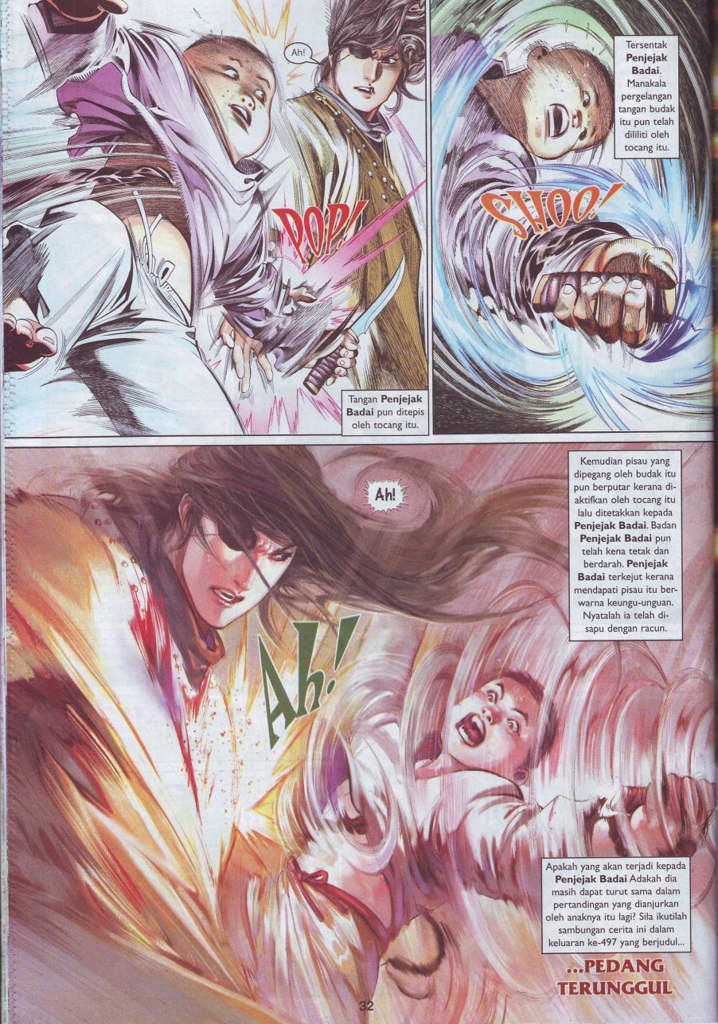 Ah!
POP!
Tangan Penjejak
Badai pun ditepis
oleh tocang itu.
Tersentak
Penjejak
Badai.
Manakala
pergelangan
tangan budak
itu pun telah
dililiti oleh
tocang itu.
SHOO!
Ah!
Kemudian pisau yang
dipegang oleh budak itu
pun berputar kerana di-
aktifkan oleh tocang itu
lalu ditetakkan kepada
Penjejak Badai. Badan
Penjejak Badai pun
telah kena tetak dan
berdarah. Penjejak
Badai terkejut kerana
mendapati pisau itu ber-
warna keungu-unguan.
Nyatalah ia telah di-
sapu dengan racun.
Ah!
Apakah yang akan terjadi kepada
Penjejak Badai Adakah dia
masih dapat turut sama dalam
pertandingan yang dianjurkan
oleh anaknya itu lagi? Sila ikutilah
sambungan cerita ini dalam
keluaran ke-497 yang berjudul...
...PEDANG
TERUNGGUL
32